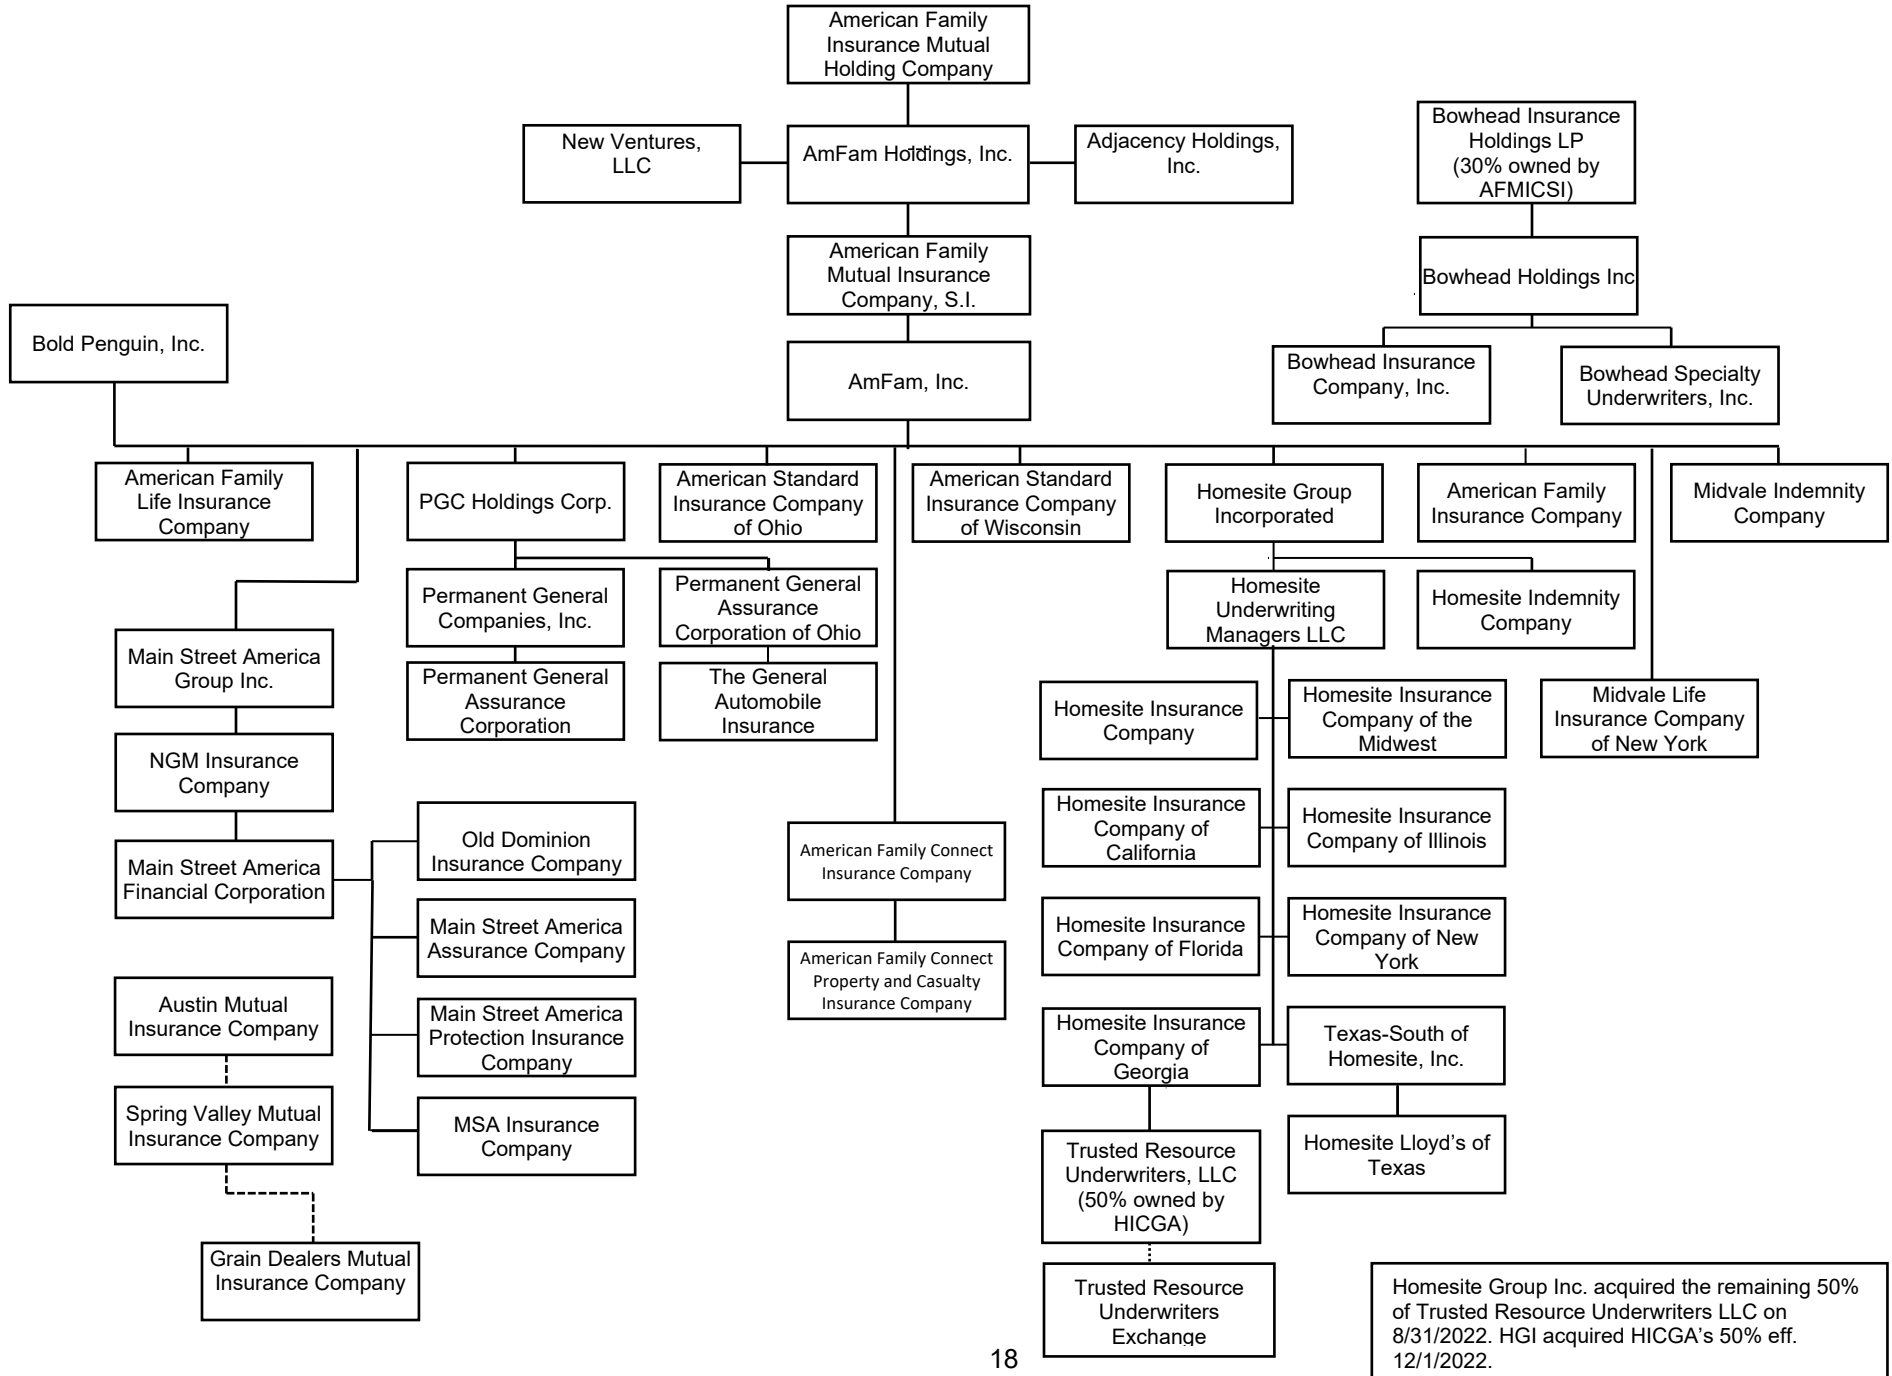 American Family
Insurance Mutual
Holding Company
New Ventures,
LLC
AmFam Holdings, Inc.
Adjacency Holdings,
Inc.
Bowhead Insurance
Holdings LP
(30% owned by
AFMICSI)
American Family
Mutual Insurance
Company, S.I.
Bowhead Holdings Inc
Bold Penguin, Inc.
AmFam, Inc.
Bowhead Insurance
Company, Inc.
Bowhead Specialty
Underwriters, Inc.
American Family
Life Insurance
Company
PGC Holdings Corp.
American Standard
Insurance Company
of Ohio
American Standard
Insurance Company
of Wisconsin
Homesite Group
Incorporated
American Family
Insurance Company
Midvale Indemnity
Company
Permanent General
Companies, Inc.
Permanent General
Assurance
Corporation of Ohio
Homesite
Underwriting
Managers LLC
Homesite Indemnity
Company
Main Street America
Group Inc.
Permanent General
Assurance
Corporation
The General
Automobile
Insurance
Homesite Insurance
Company
Homesite Insurance
Company of the
Midwest
Midvale Life
Insurance Company
of New York
NGM Insurance
Company
Old Dominion
Insurance Company
American Family Connect
Insurance Company
Homesite Insurance
Company of
California
Homesite Insurance
Company of Illinois
Main Street America
Financial Corporation
Main Street America
Assurance Company
American Family Connect
Property and Casualty
Insurance Company
Homesite Insurance
Company of Florida
Homesite Insurance
Company of New
York
Austin Mutual
Insurance Company
Main Street America
Protection Insurance
Company
Homesite Insurance
Company of
Georgia
Texas-South of
Homesite, Inc.
Spring Valley Mutual
Insurance Company
MSA Insurance
Company
Trusted Resource
Underwriters, LLC
(50% owned by
HICGA)
Homesite Lloyd's of
Texas
Grain Dealers Mutual
Insurance Company
Trusted Resource
Underwriters
Exchange
Homesite Group Inc. acquired the remaining 50%
of Trusted Resource Underwriters LLC on
8/31/2022. HGI acquired HICGA's 50% eff.
12/1/2022.
18